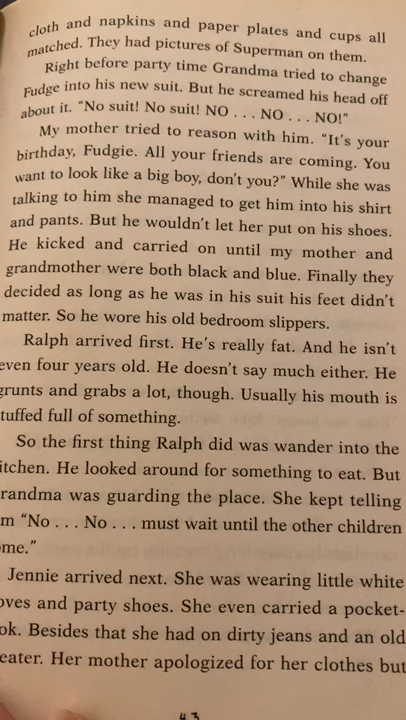 cloth and napkins and paper plates and cups all
matched. They had pictures of Superman on them.
Right before party time Grandma tried to change
Fudge into his new suit. But he screamed his head off
about it. "No suit! No suit! NO . . . NO . . . NO!"
My mother tried to reason with him. "It's your
birthday, Fudgie. All your friends are coming. You
want to look like a big boy, don't you?" While she was
talking to him she managed to get him into his shirt
and pants. But he wouldn't let her put on his shoes.
He kicked and carried on until my mother and
grandmother were both black and blue. Finally they
decided as long as he was in his suit his feet didn't
matter. So he wore his old bedroom slippers.
Ralph arrived first. He's really fat. And he isn't
even four years old. He doesn't say much either. He
grunts and grabs a lot, though. Usually his mouth is
tuffed full of something.
So the first thing Ralph did was wander into the
itchen. He looked around for something to eat. But
randma was guarding the place. She kept telling
m "No . . . No . . . must wait until the other children
me."
Jennie arrived next. She was wearing little white
oves and party shoes. She even carried a pocket-
ok. Besides that she had on dirty jeans and an old
eater. Her mother apologized for her clothes but
43